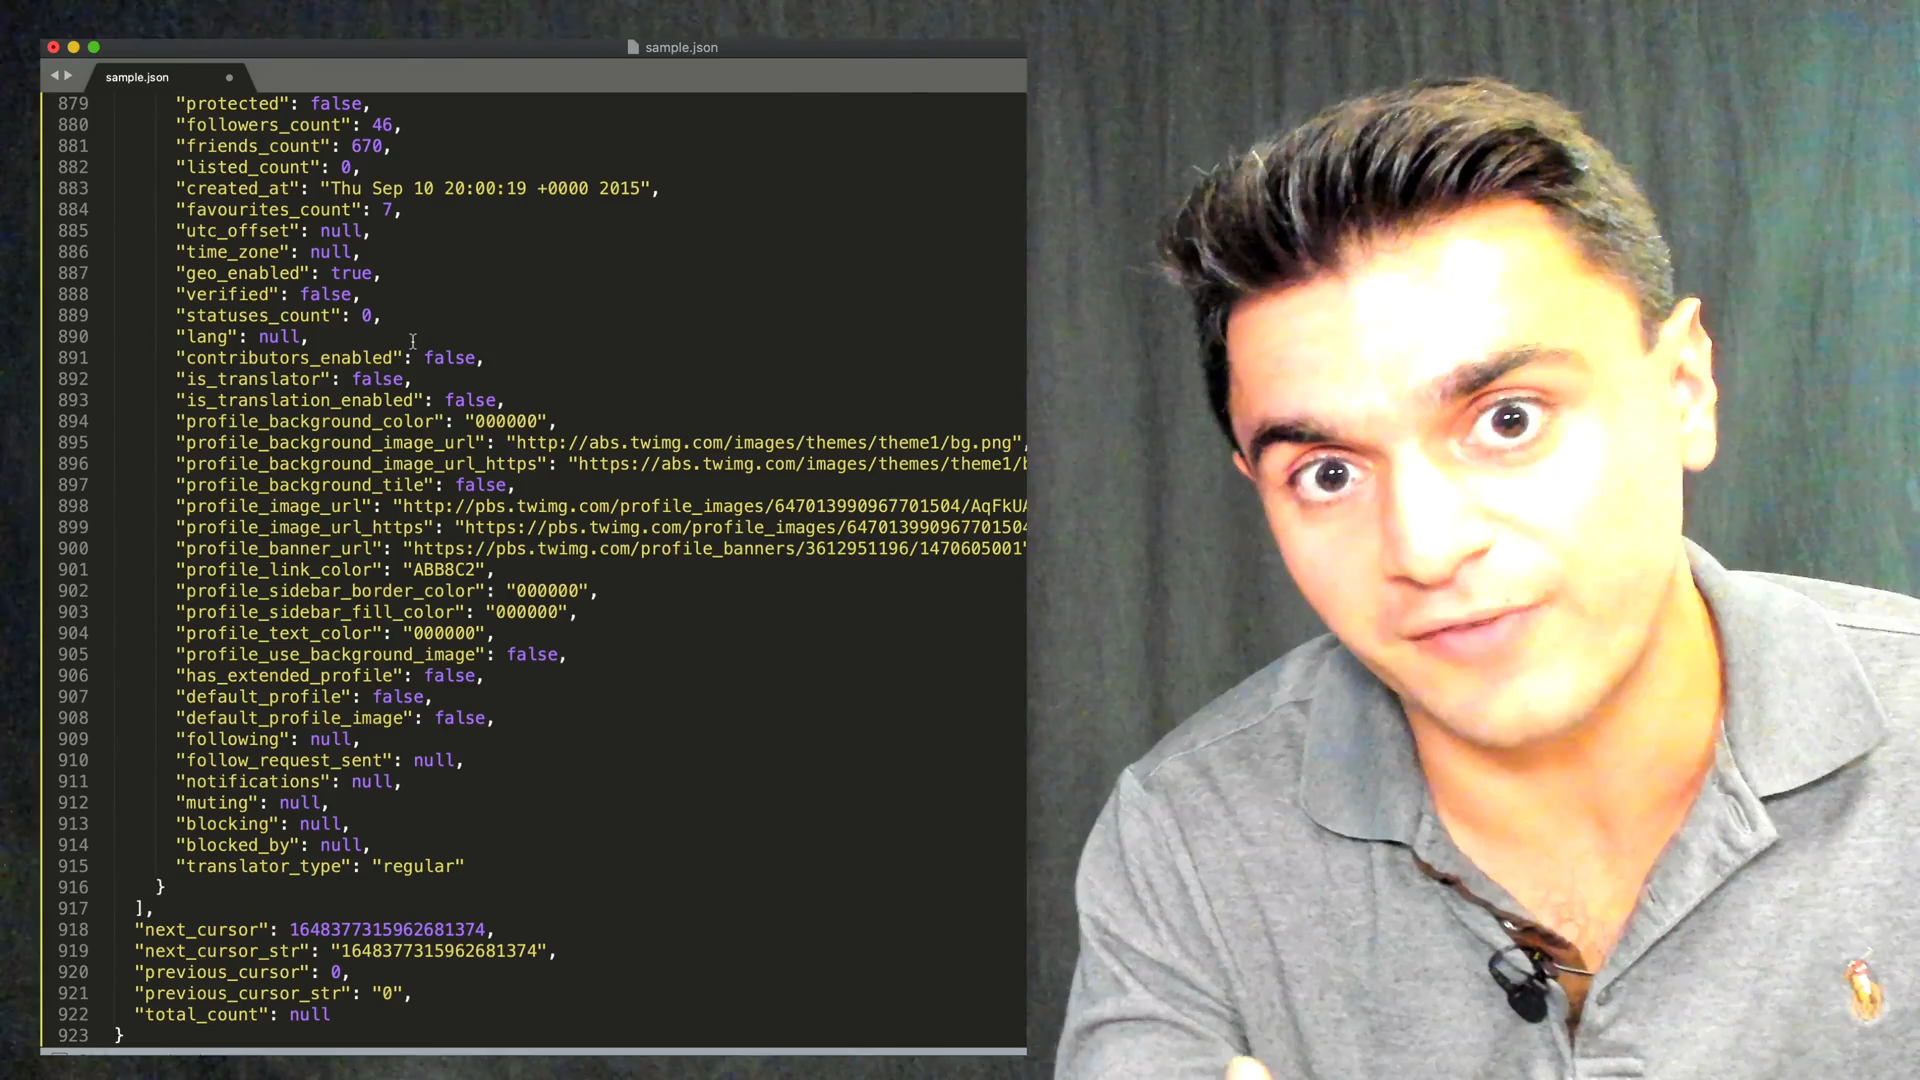 sample.json
sample.json
879 "protected": false,
880 "followers_count": 46,
881 "friends_count": 670,
882 "listed_count": 0,
883 "created_at": "Thu Sep 10 20:00:19 +0000 2015",
884 "favourites_count": 7,
885 "utc_offset": null,
886 "time_zone": null,
887 "geo_enabled": true,
888 "verified": false,
889 "statuses_count": 0,
890 "lang": null,
891 "contributors_enabled": false,
892 "is_translator": false,
893 "is_translation_enabled": false,
894 "profile_background_color": "000000",
895 "profile_background_image_url": "http://abs.twimg.com/images/themes/theme1/bg.png",
896 "profile_background_image_url_https": "https://abs.twimg.com/images/themes/theme1/b
897 "profile_background_tile": false,
898 "profile_image_url": "http://pbs.twimg.com/profile_images/647013990967701504/AqFkUA
899 "profile_image_url_https": "https://pbs.twimg.com/profile_images/647013990967701504
900 "profile_banner_url": "https://pbs.twimg.com/profile_banners/3612951196/1470605001"
901 "profile_link_color": "ABB8C2",
902 "profile_sidebar_border_color": "000000",
903 "profile_sidebar_fill_color": "000000",
904 "profile_text_color": "000000",
905 "profile_use_background_image": false,
906 "has_extended_profile": false,
907 "default_profile": false,
908 "default_profile_image": false,
909 "following": null,
910 "follow_request_sent": null,
911 "notifications": null,
912 "muting": null,
913 "blocking": null,
914 "blocked_by": null,
915 "translator_type": "regular"
916 }
917 ],
918 "next_cursor": 1648377315962681374,
919 "next_cursor_str": "1648377315962681374",
920 "previous_cursor": 0,
921 "previous_cursor_str": "0",
922 "total_count": null
923 }